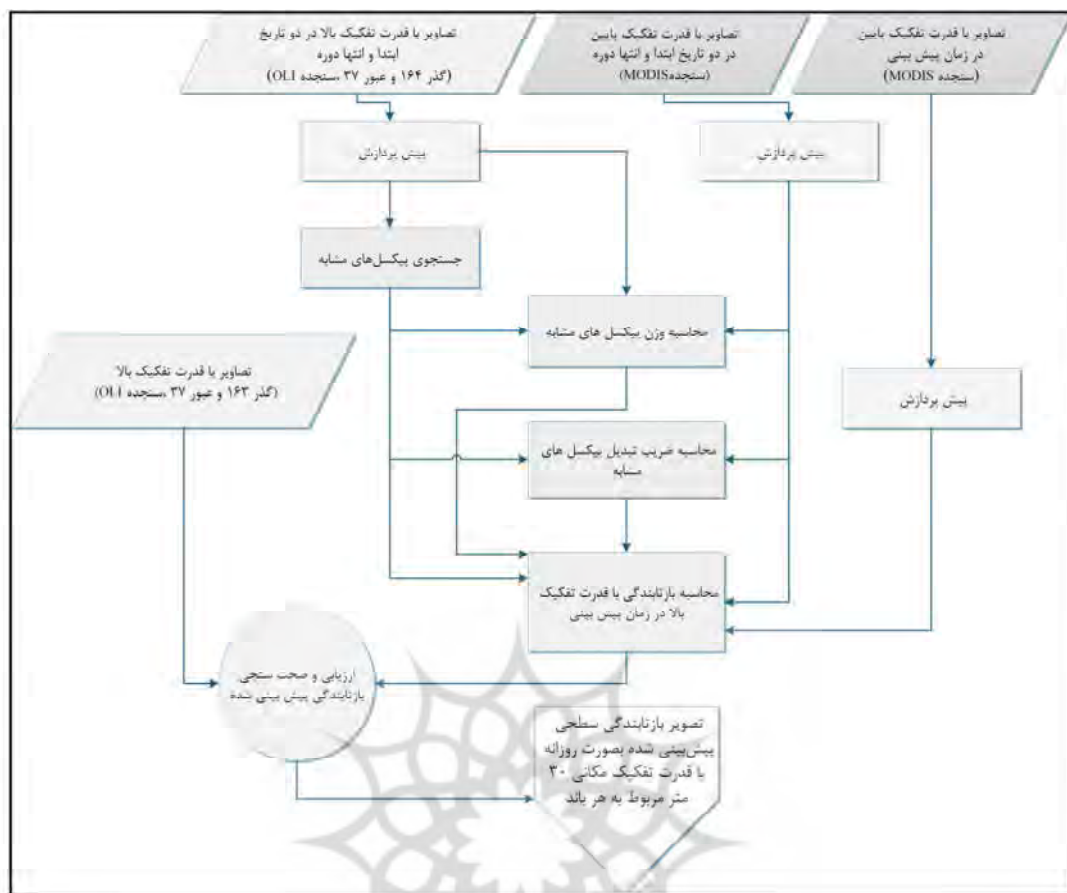 تصاویر با قدرت تفکیک بالا در دو تاریخ
ابتدا و انتها دوره
(گذر ۱۶۴ و عبور ۳۷ ،سنجده OLI)
تصاویر با قدرت تفکیک پایین
در دو تاریخ ابتدا و انتها دوره
(سنجدهMODIS)
تصاویر با قدرت تفکیک پایین
در زمان پیش بینی
(سنجده MODIS)
پیش پردازش
پیش پردازش
جستجوی پیکسل‌های مشابه
محاسبه وزن پیکسل های مشابه
تصاویر با قدرت تفکیک بالا
(گذر ۱۶۳ و عبور ۳۷ ،سنجده OLI)
پیش پردازش
محاسبه ضریب تبدیل پیکسل های
مشابه
محاسبه بازتابندگی با قدرت تفکیک
بالا در زمان پیش بینی
ارزیابی و صحت سنجی
بازتابندگی پیش بینی شده
تصویر بازتابندگی سطحی
پیش‌بینی شده بصورت روزانه
با قدرت تفکیک مکانی ۳۰
متر مربوط به هر باند